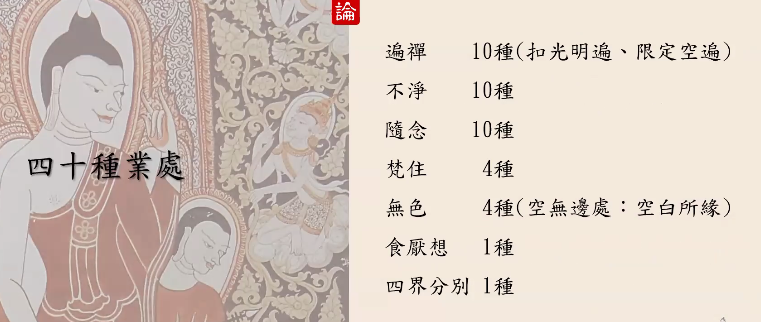 論
四十種業處
遍禪 10種(扣光明遍、限定空遍)
不淨 10種
隨念 10種
梵住 4種
無色 4種(空無邊處：空白所緣)
食厭想 1種
四界分別 1種